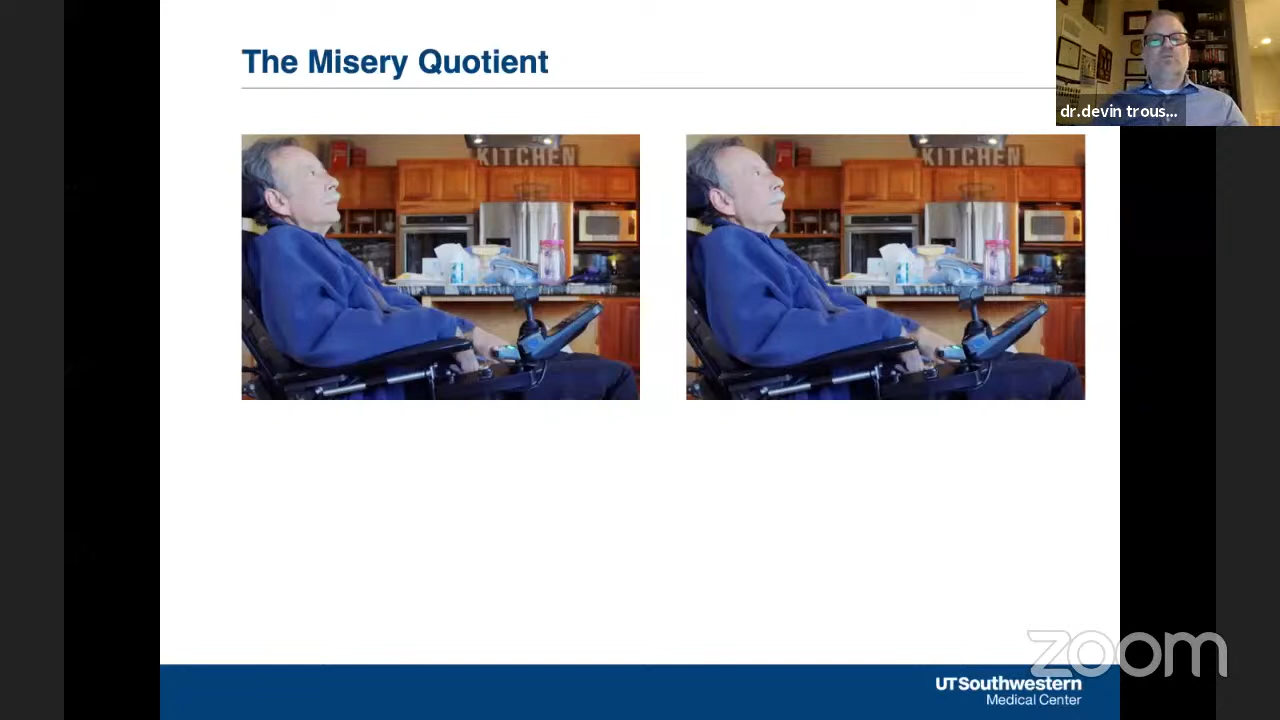 The Misery Quotient
dr.devin trous...
KITCHEN
KITCHEN
zoom
UTSouthwestern
Medical Center